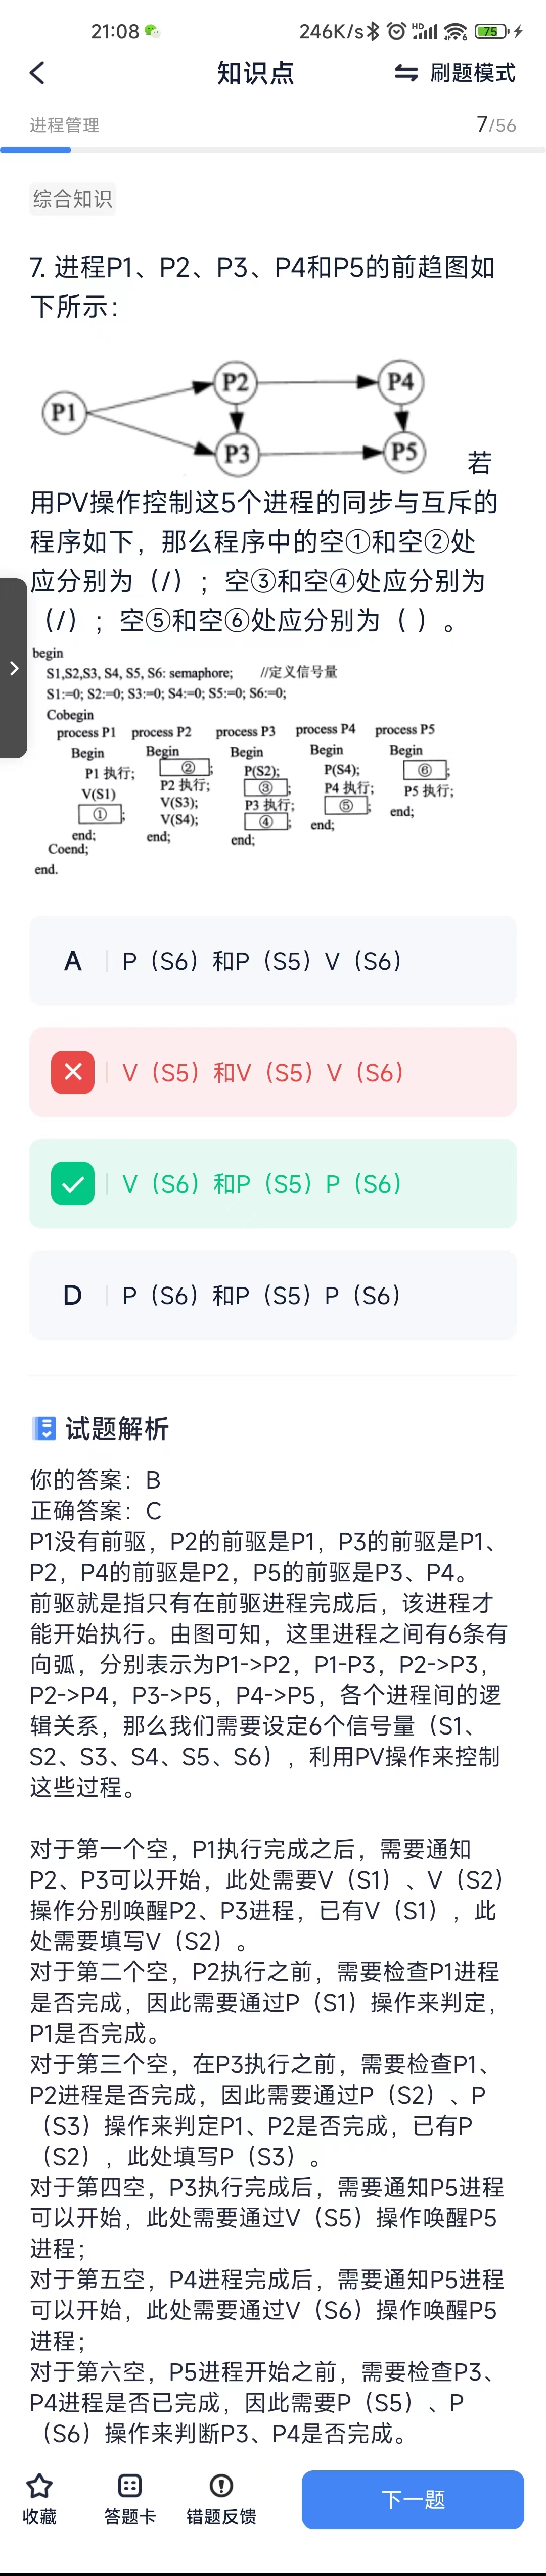 21:08
246K/s HD 6 75
知识点
刷题模式
进程管理
7/56
综合知识
7. 进程P1、P2、P3、P4和P5的前趋图如
下所示：
P1
P2
P4
P3
P5
若
用PV操作控制这5个进程的同步与互斥的
程序如下，那么程序中的空①和空②处
应分别为（/）；空③和空④处应分别为
（/）；空⑤和空⑥处应分别为（ ）。
begin
S1,S2,S3, S4, S5, S6: semaphore; //定义信号量
S1:=0; S2:=0; S3:=0; S4:=0; S5:=0; S6:=0;
Cobegin
process P1 process P2 process P3 process P4 process P5
Begin Begin Begin Begin Begin
P1 执行; ②; P(S2); P(S4); ⑥;
V(S1) P2 执行; ③; P4 执行; P5 执行;
①; V(S3); P3 执行; ⑤; end;
V(S4); ④; end;
end; end; end;
Coend;
end.
A P（S6）和P（S5）V（S6）
V（S5）和V（S5）V（S6）
V（S6）和P（S5）P（S6）
D P（S6）和P（S5）P（S6）
试题解析
你的答案：B
正确答案：C
P1没有前驱，P2的前驱是P1，P3的前驱是P1、
P2，P4的前驱是P2，P5的前驱是P3、P4。
前驱就是指只有在前驱进程完成后，该进程才
能开始执行。由图可知，这里进程之间有6条有
向弧，分别表示为P1->P2，P1-P3，P2->P3，
P2->P4，P3->P5，P4->P5，各个进程间的逻
辑关系，那么我们需要设定6个信号量（S1、
S2、S3、S4、S5、S6），利用PV操作来控制
这些过程。
对于第一个空，P1执行完成之后，需要通知
P2、P3可以开始，此处需要V（S1）、V（S2）
操作分别唤醒P2、P3进程，已有V（S1），此
处需要填写V（S2）。
对于第二个空，P2执行之前，需要检查P1进程
是否完成，因此需要通过P（S1）操作来判定，
P1是否完成。
对于第三个空，在P3执行之前，需要检查P1、
P2进程是否完成，因此需要通过P（S2）、P
（S3）操作来判定P1、P2是否完成，已有P
（S2），此处填写P（S3）。
对于第四空，P3执行完成后，需要通知P5进程
可以开始，此处需要通过V（S5）操作唤醒P5
进程；
对于第五空，P4进程完成后，需要通知P5进程
可以开始，此处需要通过V（S6）操作唤醒P5
进程；
对于第六空，P5进程开始之前，需要检查P3、
P4进程是否已完成，因此需要P（S5）、P
（S6）操作来判断P3、P4是否完成。
收藏
答题卡
错题反馈
下一题